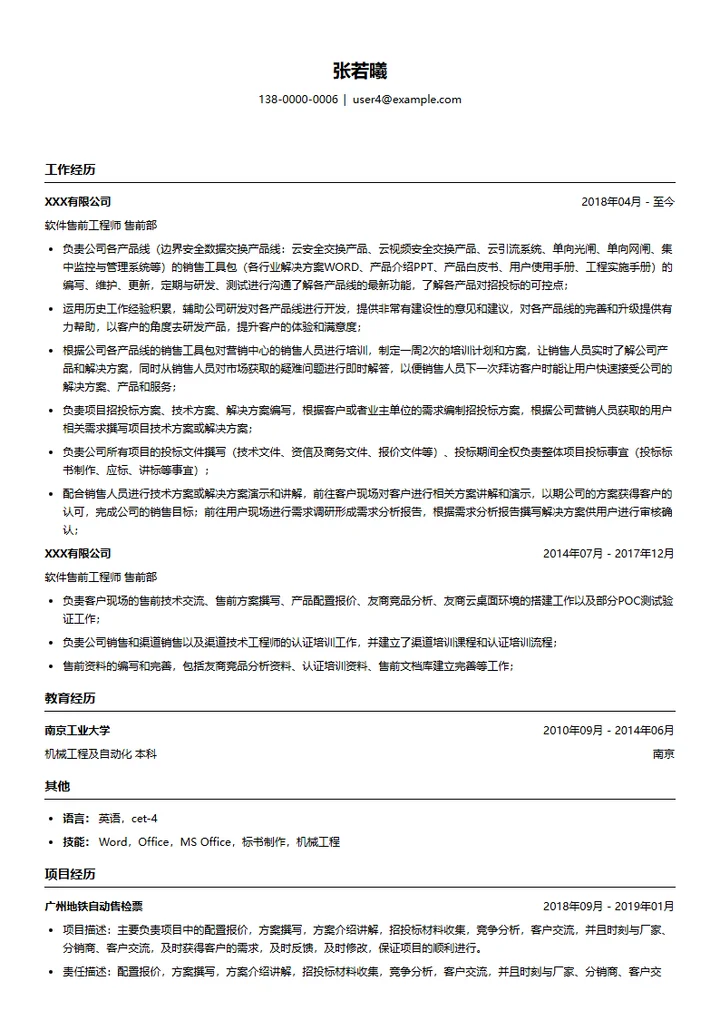 张若曦
138-0000-0006 | user4@example.com
工作经历
XXX有限公司 2018年04月 - 至今
软件售前工程师 售前部
• 负责公司各产品线（边界安全数据交换产品线：云安全交换产品、云视频安全交换产品、云引流系统、单向光闸、单向网闸、集
中监控与管理系统等）的销售工具包（各行业解决方案WORD、产品介绍PPT、产品白皮书、用户使用手册、工程实施手册）的
编写、维护、更新，定期与研发、测试进行沟通了解各产品线的最新功能，了解各产品对招投标的可控点；
• 运用历史工作经验积累，辅助公司研发对各产品线进行开发，提供非常有建设性的意见和建议，对各产品线的完善和升级提供有
力帮助，以客户的角度去研发产品，提升客户的体验和满意度；
• 根据公司各产品线的销售工具包对营销中心的销售人员进行培训，制定一周2次的培训计划和方案，让销售人员实时了解公司产
品和解决方案，同时从销售人员对市场获取的疑难问题进行即时解答，以便销售人员下一次拜访客户时能让用户快速接受公司的
解决方案、产品和服务；
• 负责项目招投标方案、技术方案、解决方案编写，根据客户或者业主单位的需求编制招投标方案，根据公司营销人员获取的用户
相关需求撰写项目技术方案或解决方案；
• 负责公司所有项目的投标文件撰写（技术文件、资信及商务文件、报价文件等）、投标期间全权负责整体项目投标事宜（投标标
书制作、应标、讲标等事宜）；
• 配合销售人员进行技术方案或解决方案演示和讲解，前往客户现场对客户进行相关方案讲解和演示，以期公司的方案获得客户的
认可，完成公司的销售目标；前往用户现场进行需求调研形成需求分析报告，根据需求分析报告撰写解决方案供用户进行审核确
认；
XXX有限公司 2014年07月 - 2017年12月
软件售前工程师 售前部
• 负责客户现场的售前技术交流、售前方案撰写、产品配置报价、友商竞品分析、友商云桌面环境的搭建工作以及部分POC测试验
证工作；
• 负责公司销售和渠道销售以及渠道技术工程师的认证培训工作，并建立了渠道培训课程和认证培训流程；
• 售前资料的编写和完善，包括友商竞品分析资料、认证培训资料、售前文档库建立完善等工作；
教育经历
南京工业大学 2010年09月 - 2014年06月
机械工程及自动化 本科 南京
其他
• 语言： 英语，cet-4
• 技能： Word，Office，MS Office，标书制作，机械工程
项目经历
广州地铁自动售检票 2018年09月 - 2019年01月
• 项目描述：主要负责项目中的配置报价，方案撰写，方案介绍讲解，招投标材料收集，竞争分析，客户交流，并且时刻与厂家、
分销商、客户交流，及时获得客户的需求，及时反馈，及时修改，保证项目的顺利进行。
• 责任描述：配置报价，方案撰写，方案介绍讲解，招投标材料收集，竞争分析，客户交流，并且时刻与厂家、分销商、客户交